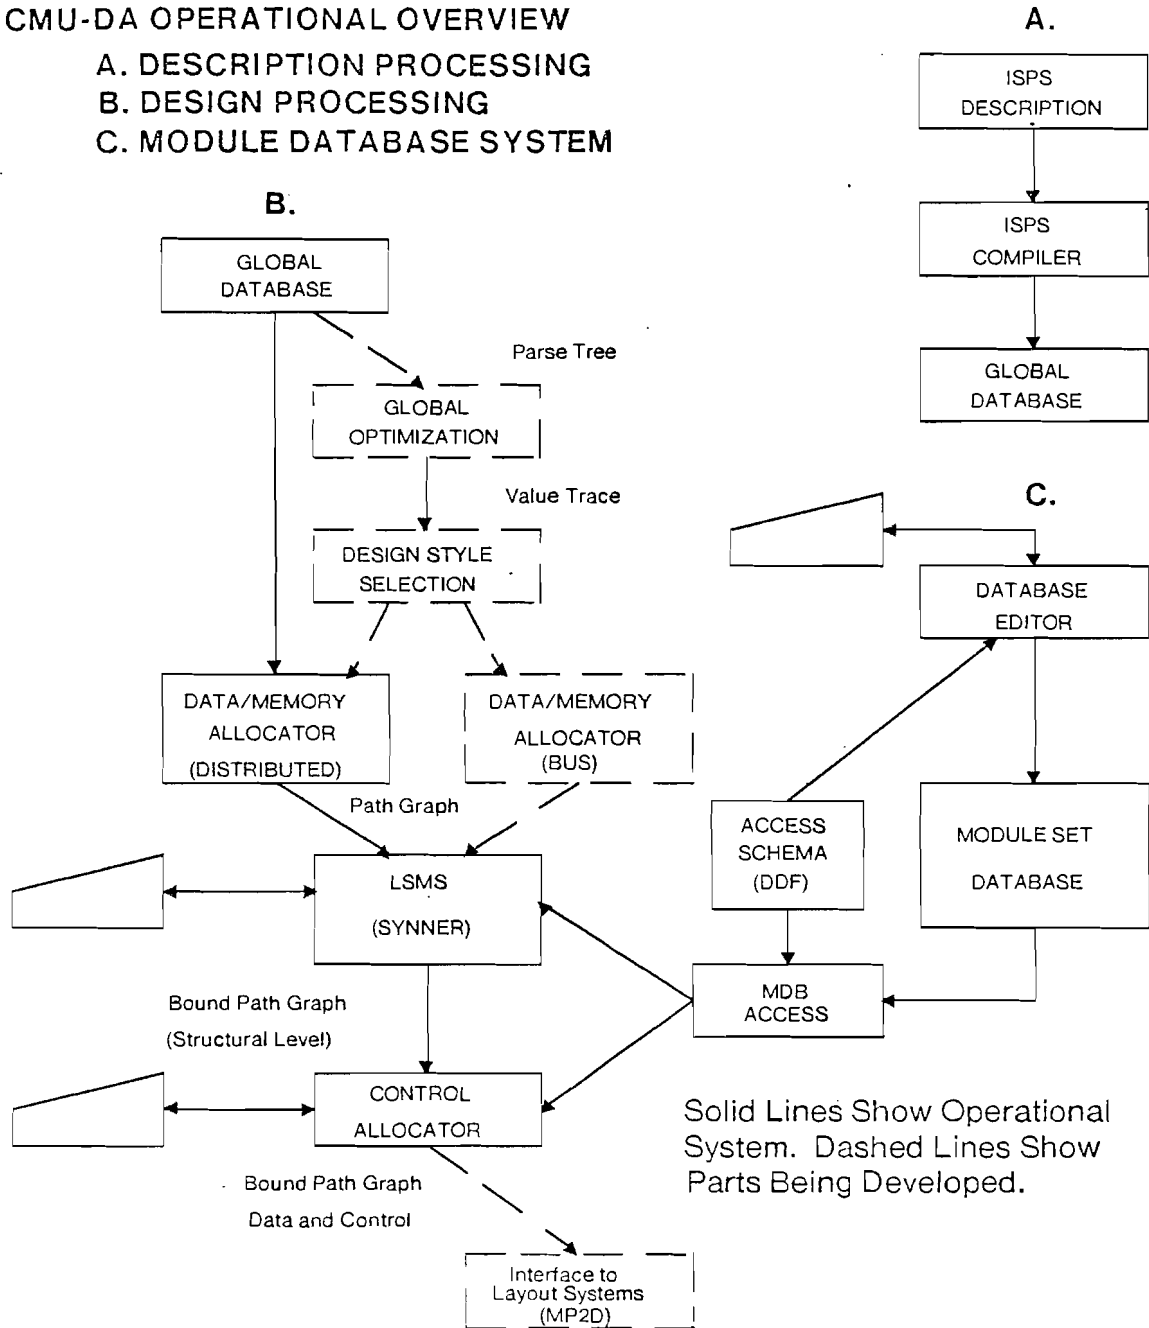 CMU-DA OPERATIONAL OVERVIEW
A. DESCRIPTION PROCESSING
B. DESIGN PROCESSING
C. MODULE DATABASE SYSTEM
A.
ISPS
DESCRIPTION
ISPS
COMPILER
GLOBAL
DATABASE
B.
GLOBAL
DATABASE
Parse Tree
GLOBAL
OPTIMIZATION
Value Trace
DESIGN STYLE
SELECTION
DATA/MEMORY
ALLOCATOR
(DISTRIBUTED)
DATA/MEMORY
ALLOCATOR
(BUS)
Path Graph
LSMS
(SYNNER)
Bound Path Graph
(Structural Level)
CONTROL
ALLOCATOR
Bound Path Graph
Data and Control
Interface to
Layout Systems
(MP2D)
C.
DATABASE
EDITOR
ACCESS
SCHEMA
(DDF)
MODULE SET
DATABASE
MDB
ACCESS
Solid Lines Show Operational
System. Dashed Lines Show
Parts Being Developed.